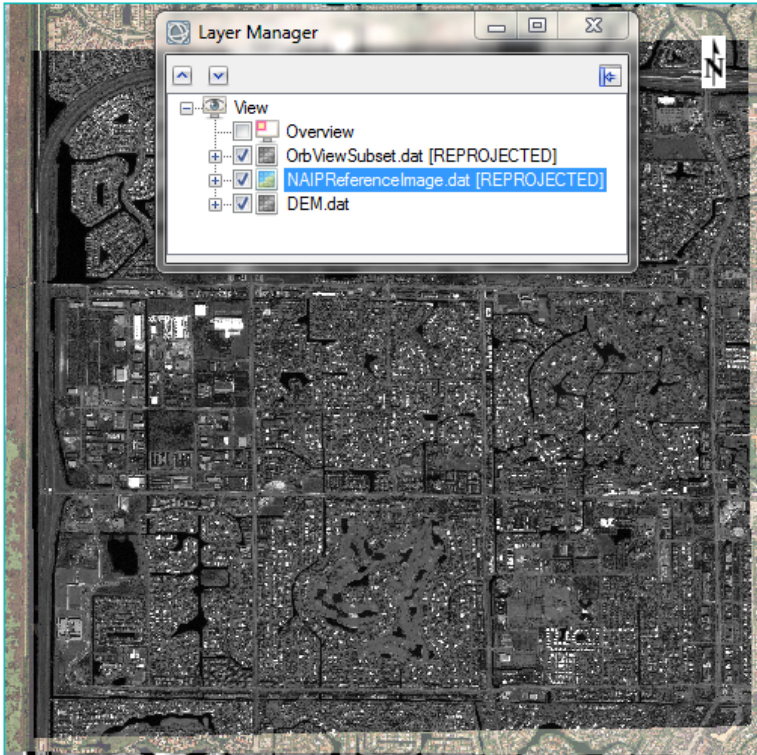 Layer Manager
N
View
Overview
OrbViewSubset.dat [REPROJECTED]
NAIPReferenceImage.dat [REPROJECTED]
DEM.dat